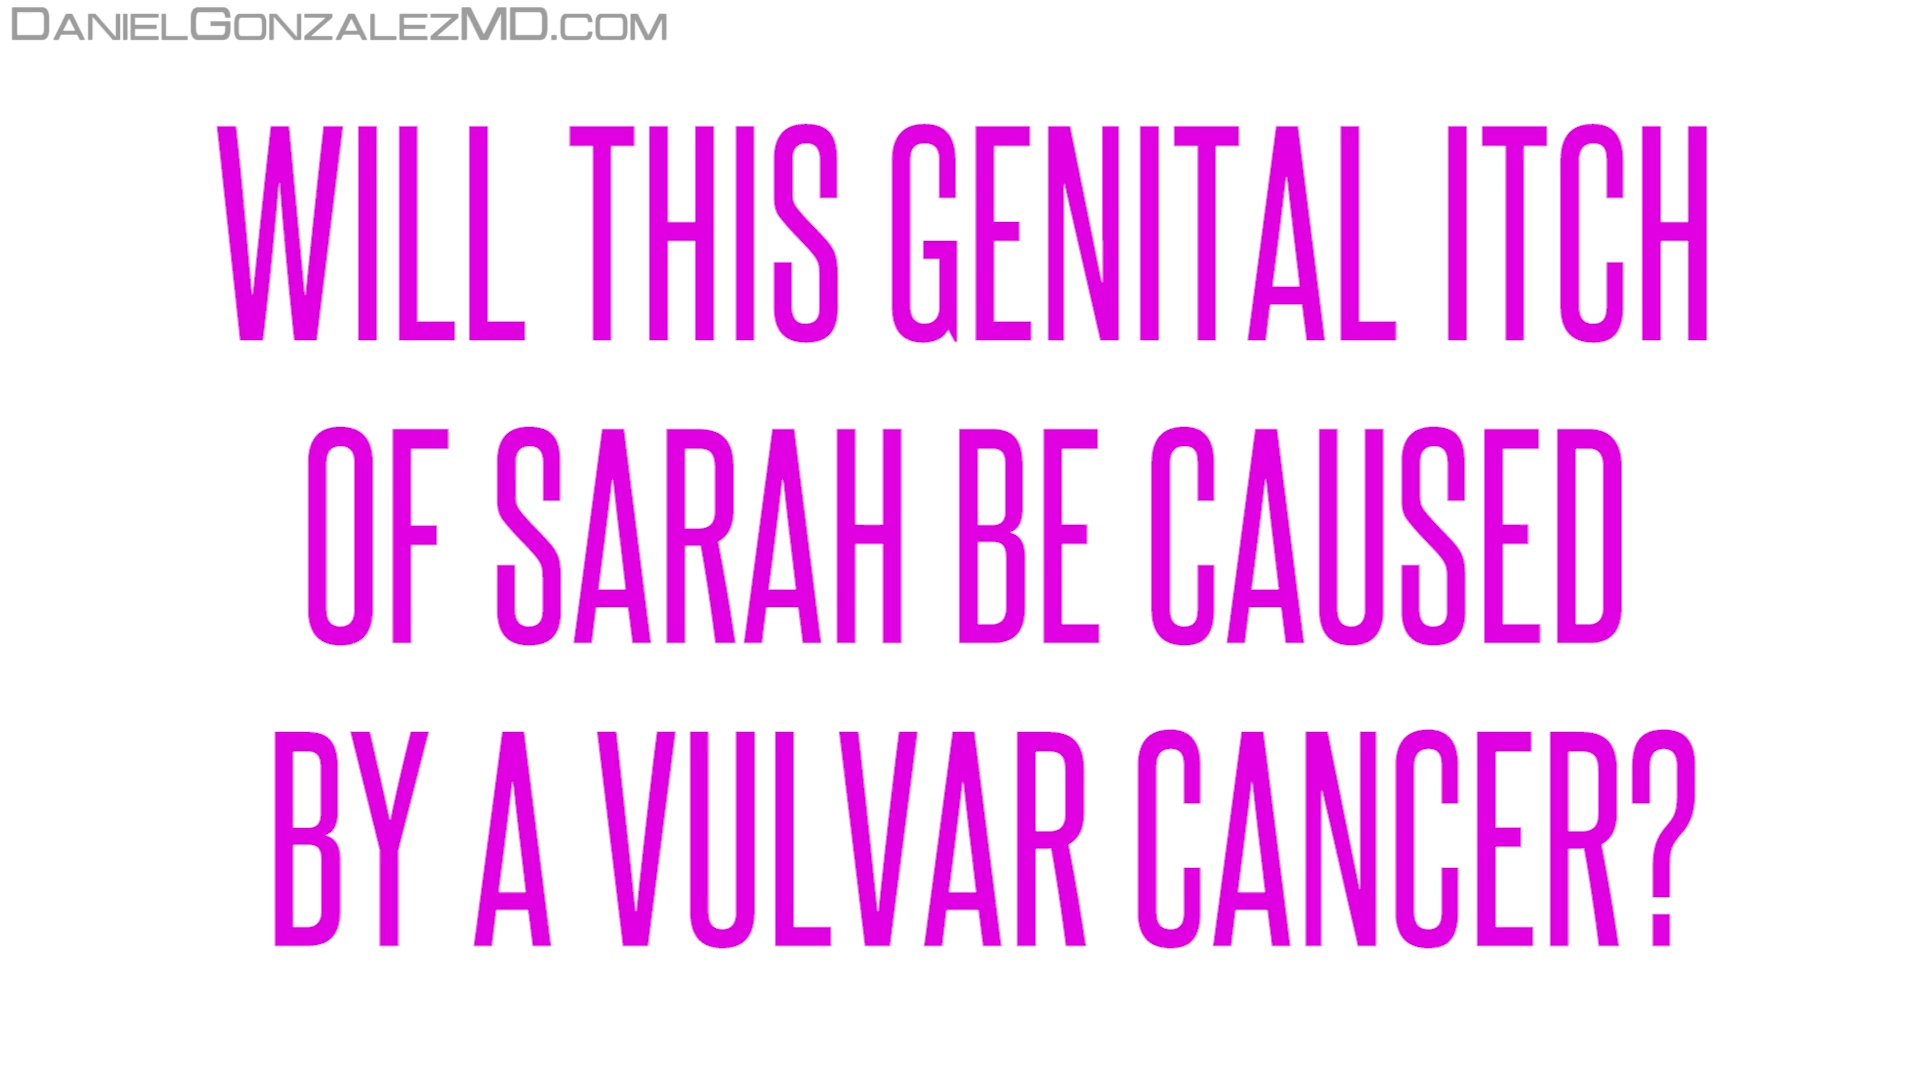 DanielGonzalezMD.com
WILL THIS GENITAL ITCH
OF SARAH BE CAUSED
BY A VULVAR CANCER?